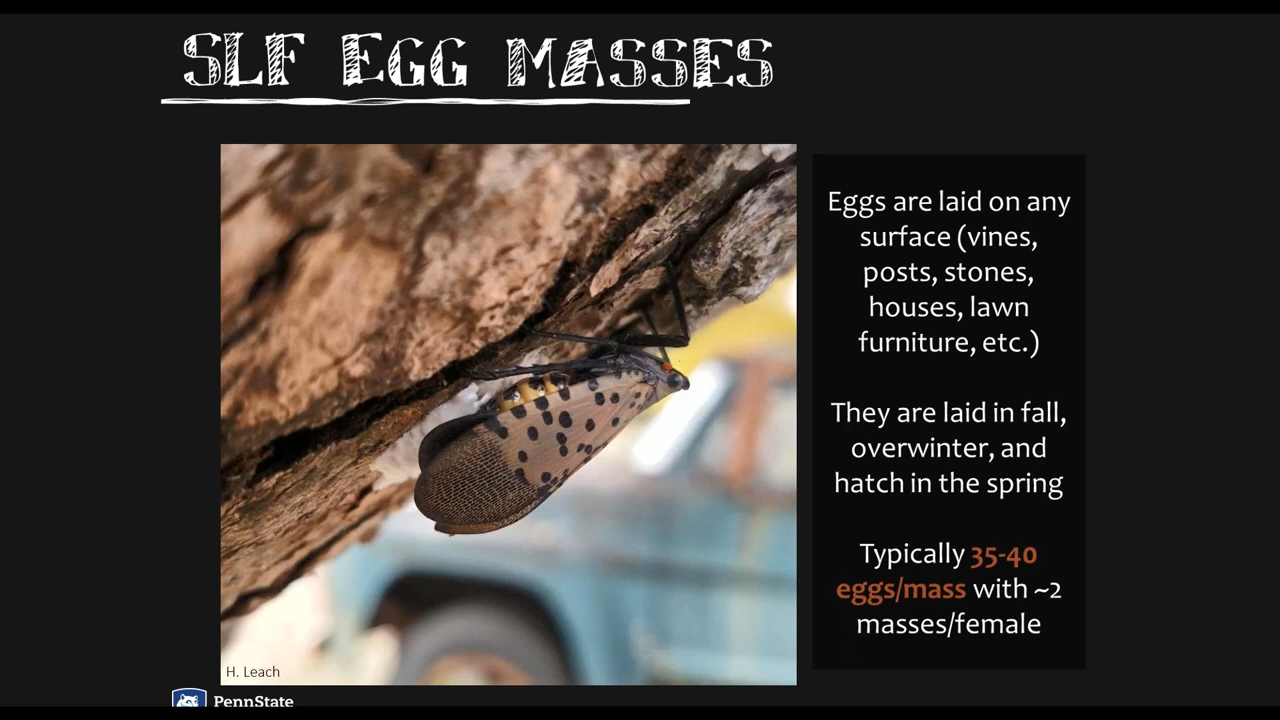 SLF EGG MASSES
Eggs are laid on any
surface (vines,
posts, stones,
houses, lawn
furniture, etc.)
They are laid in fall,
overwinter, and
hatch in the spring
Typically 35-40
eggs/mass with ~2
masses/female
H. Leach
PennState